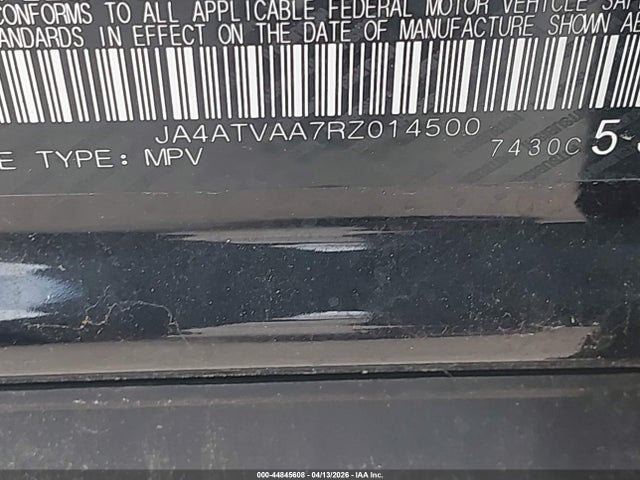 CONFORMS TO ALL APPLICABLE FEDERAL MOTOR VEHICLE
STANDARDS IN EFFECT ON THE DATE OF MANUFACTURE SHOWN
JA4ATVAA7RZ014500
TYPE: MPV
7430C 5-
000-44845608 - 04/13/2026 - IAA Inc.